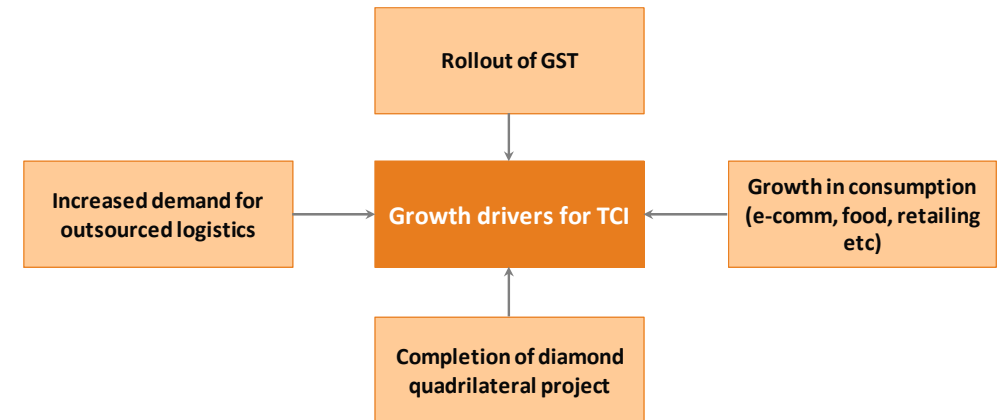 Rollout of GST
Increased demand for
outsourced logistics
Growth drivers for TCI
Growth in consumption
(e-comm, food, retailing
etc)
Completion of diamond
quadrilateral project